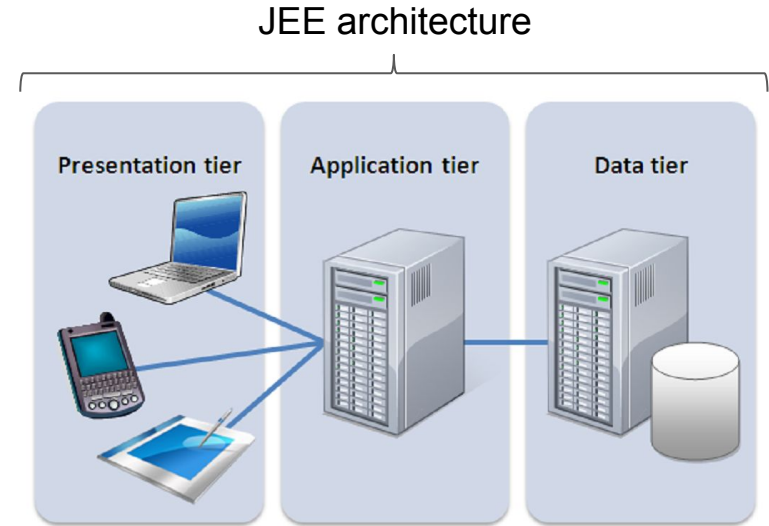 JEE architecture
Presentation tier
Application tier
Data tier